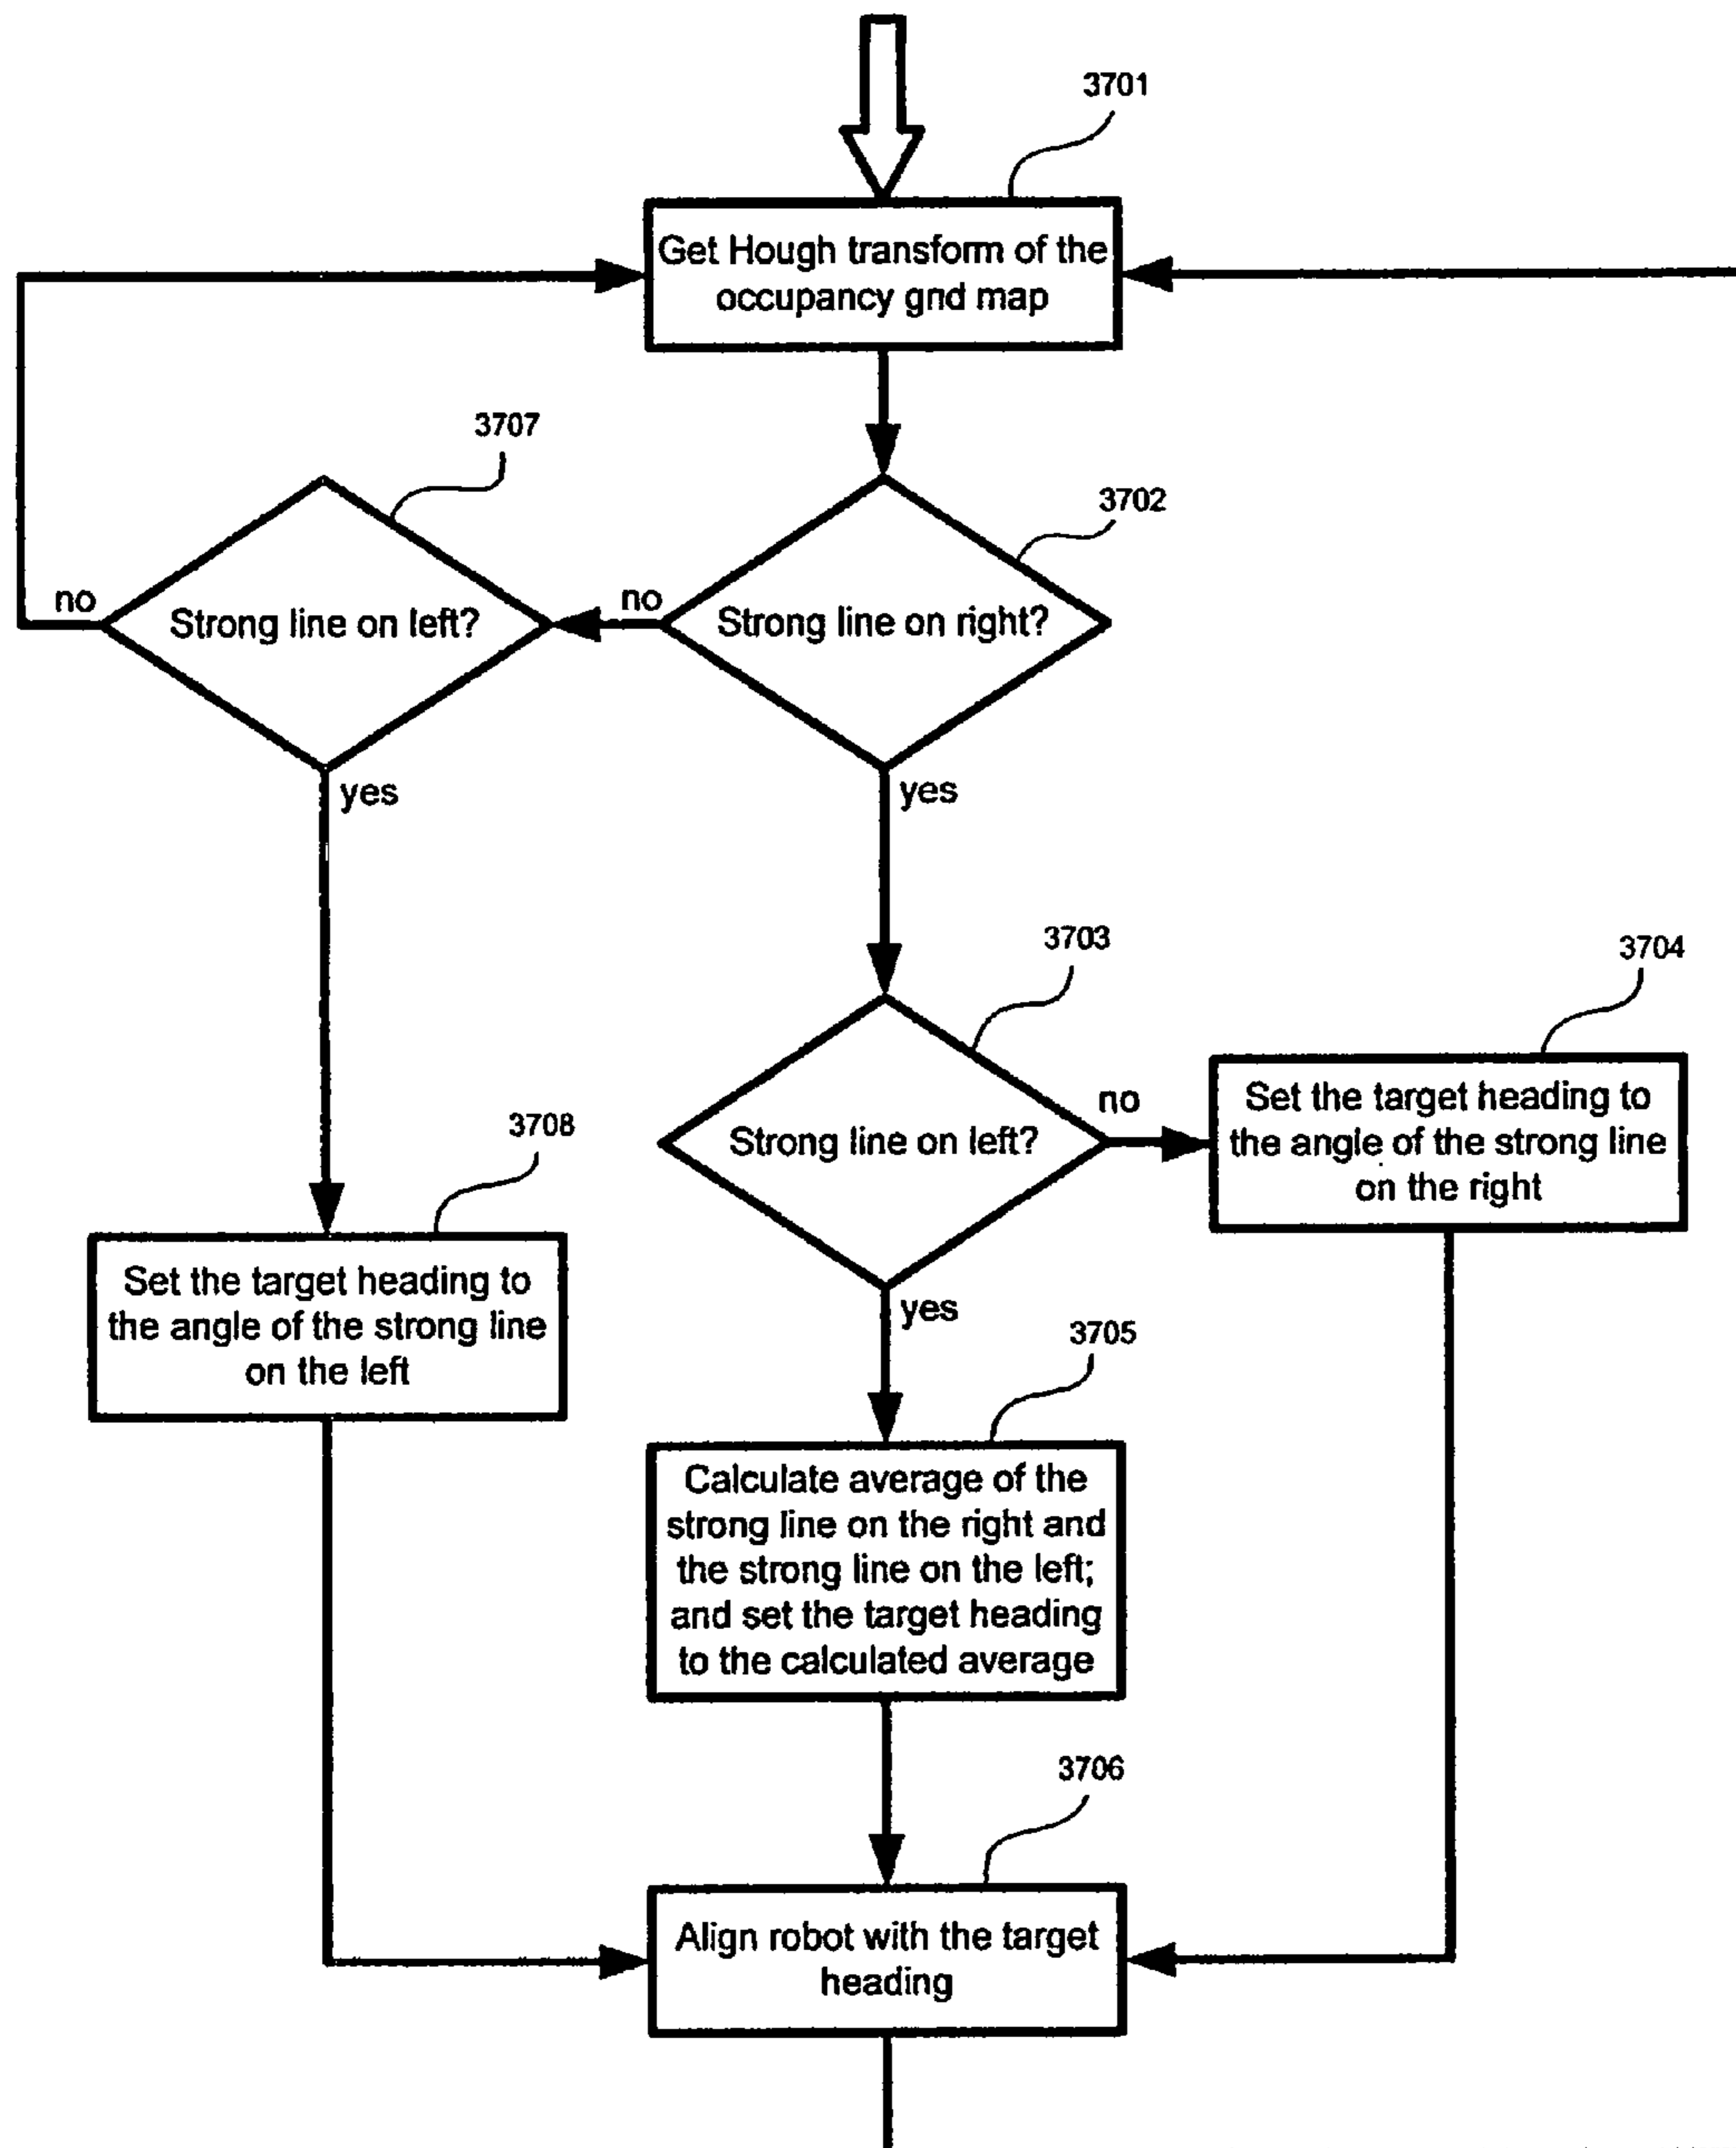 3701
Get Hough transform of the
occupancy gnd map
3707
3702
no
Strong line on left?
no
Strong line on right?
yes
yes
3703
3704
Strong line on left?
no
Set the target heading to
the angle of the strong line
on the right
3708
Set the target heading to
the angle of the strong line
on the left
yes
3705
Calculate average of the
strong line on the right and
the strong line on the left;
and set the target heading
to the calculated average
3706
Align robot with the target
heading